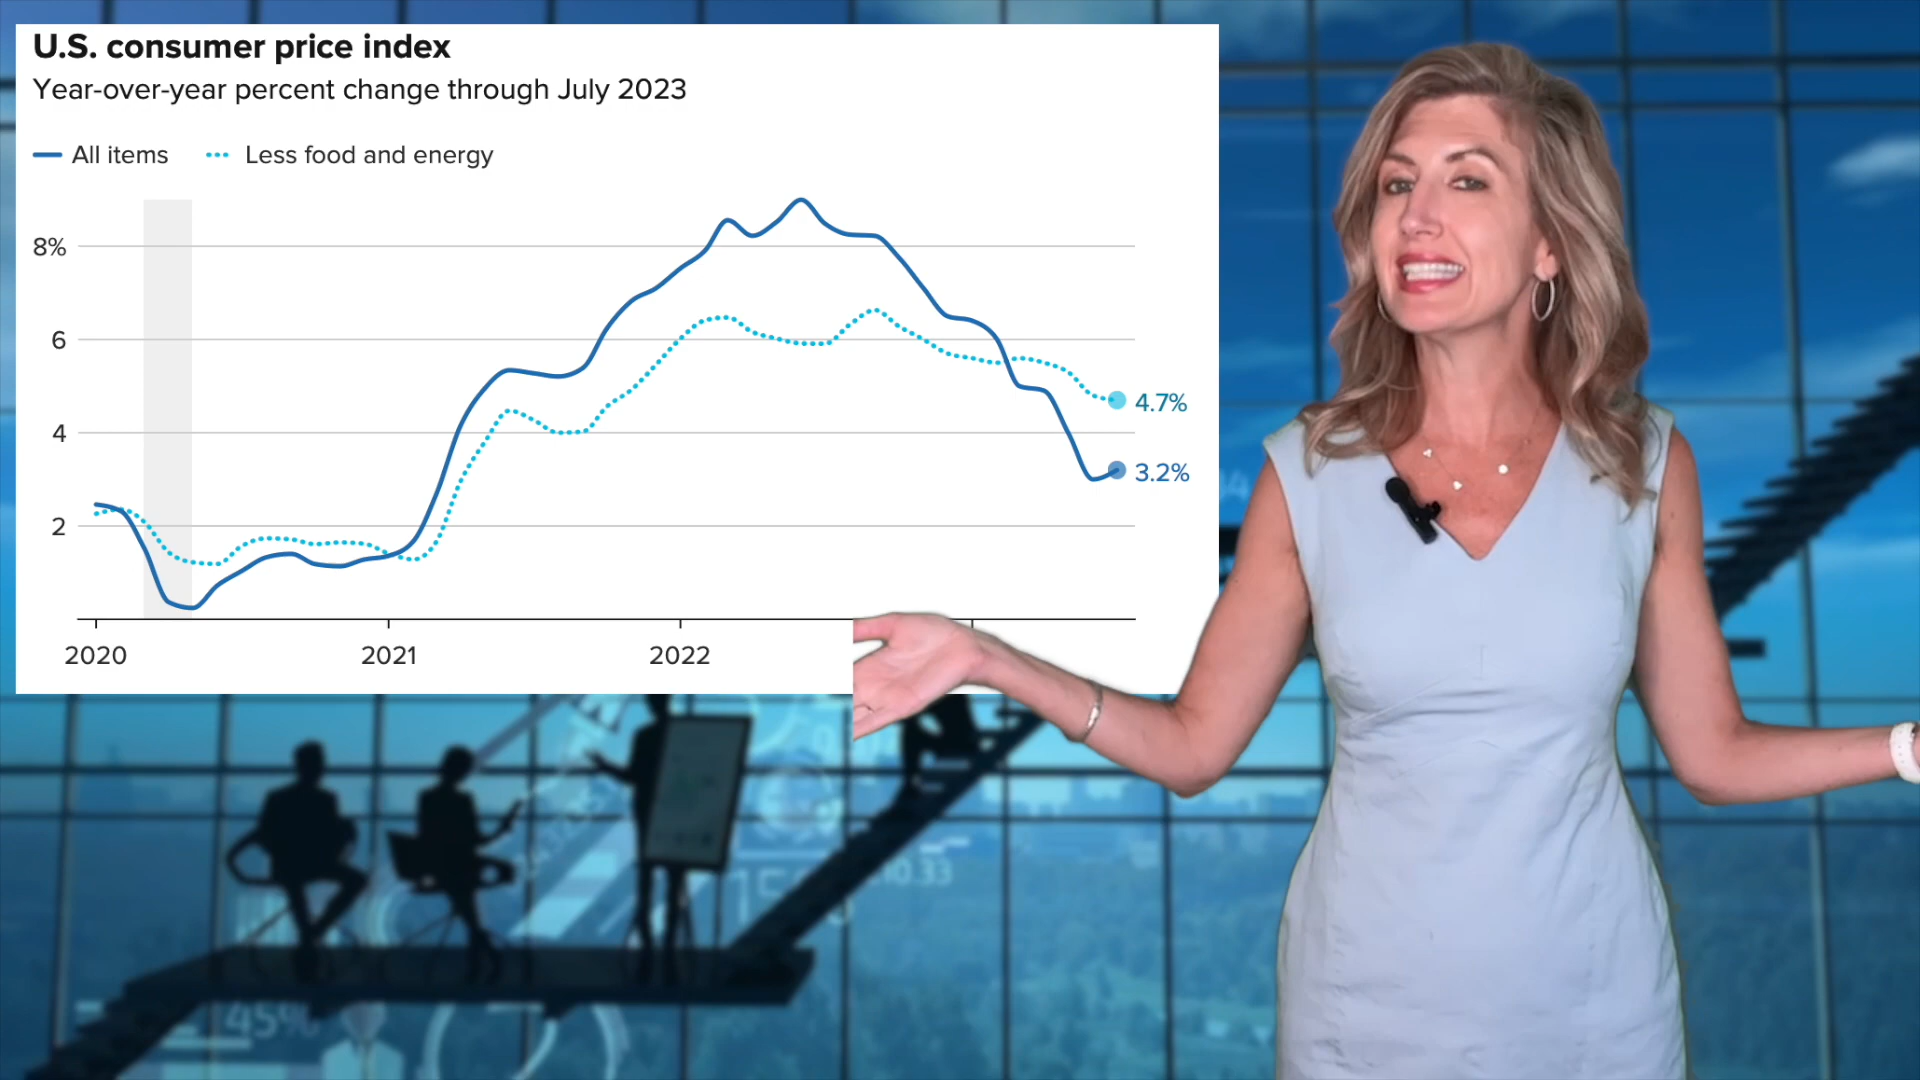 U.S. consumer price index
Year-over-year percent change through July 2023
All items Less food and energy
8%
6
4
2
4.7%
3.2%
2020 2021 2022
45%